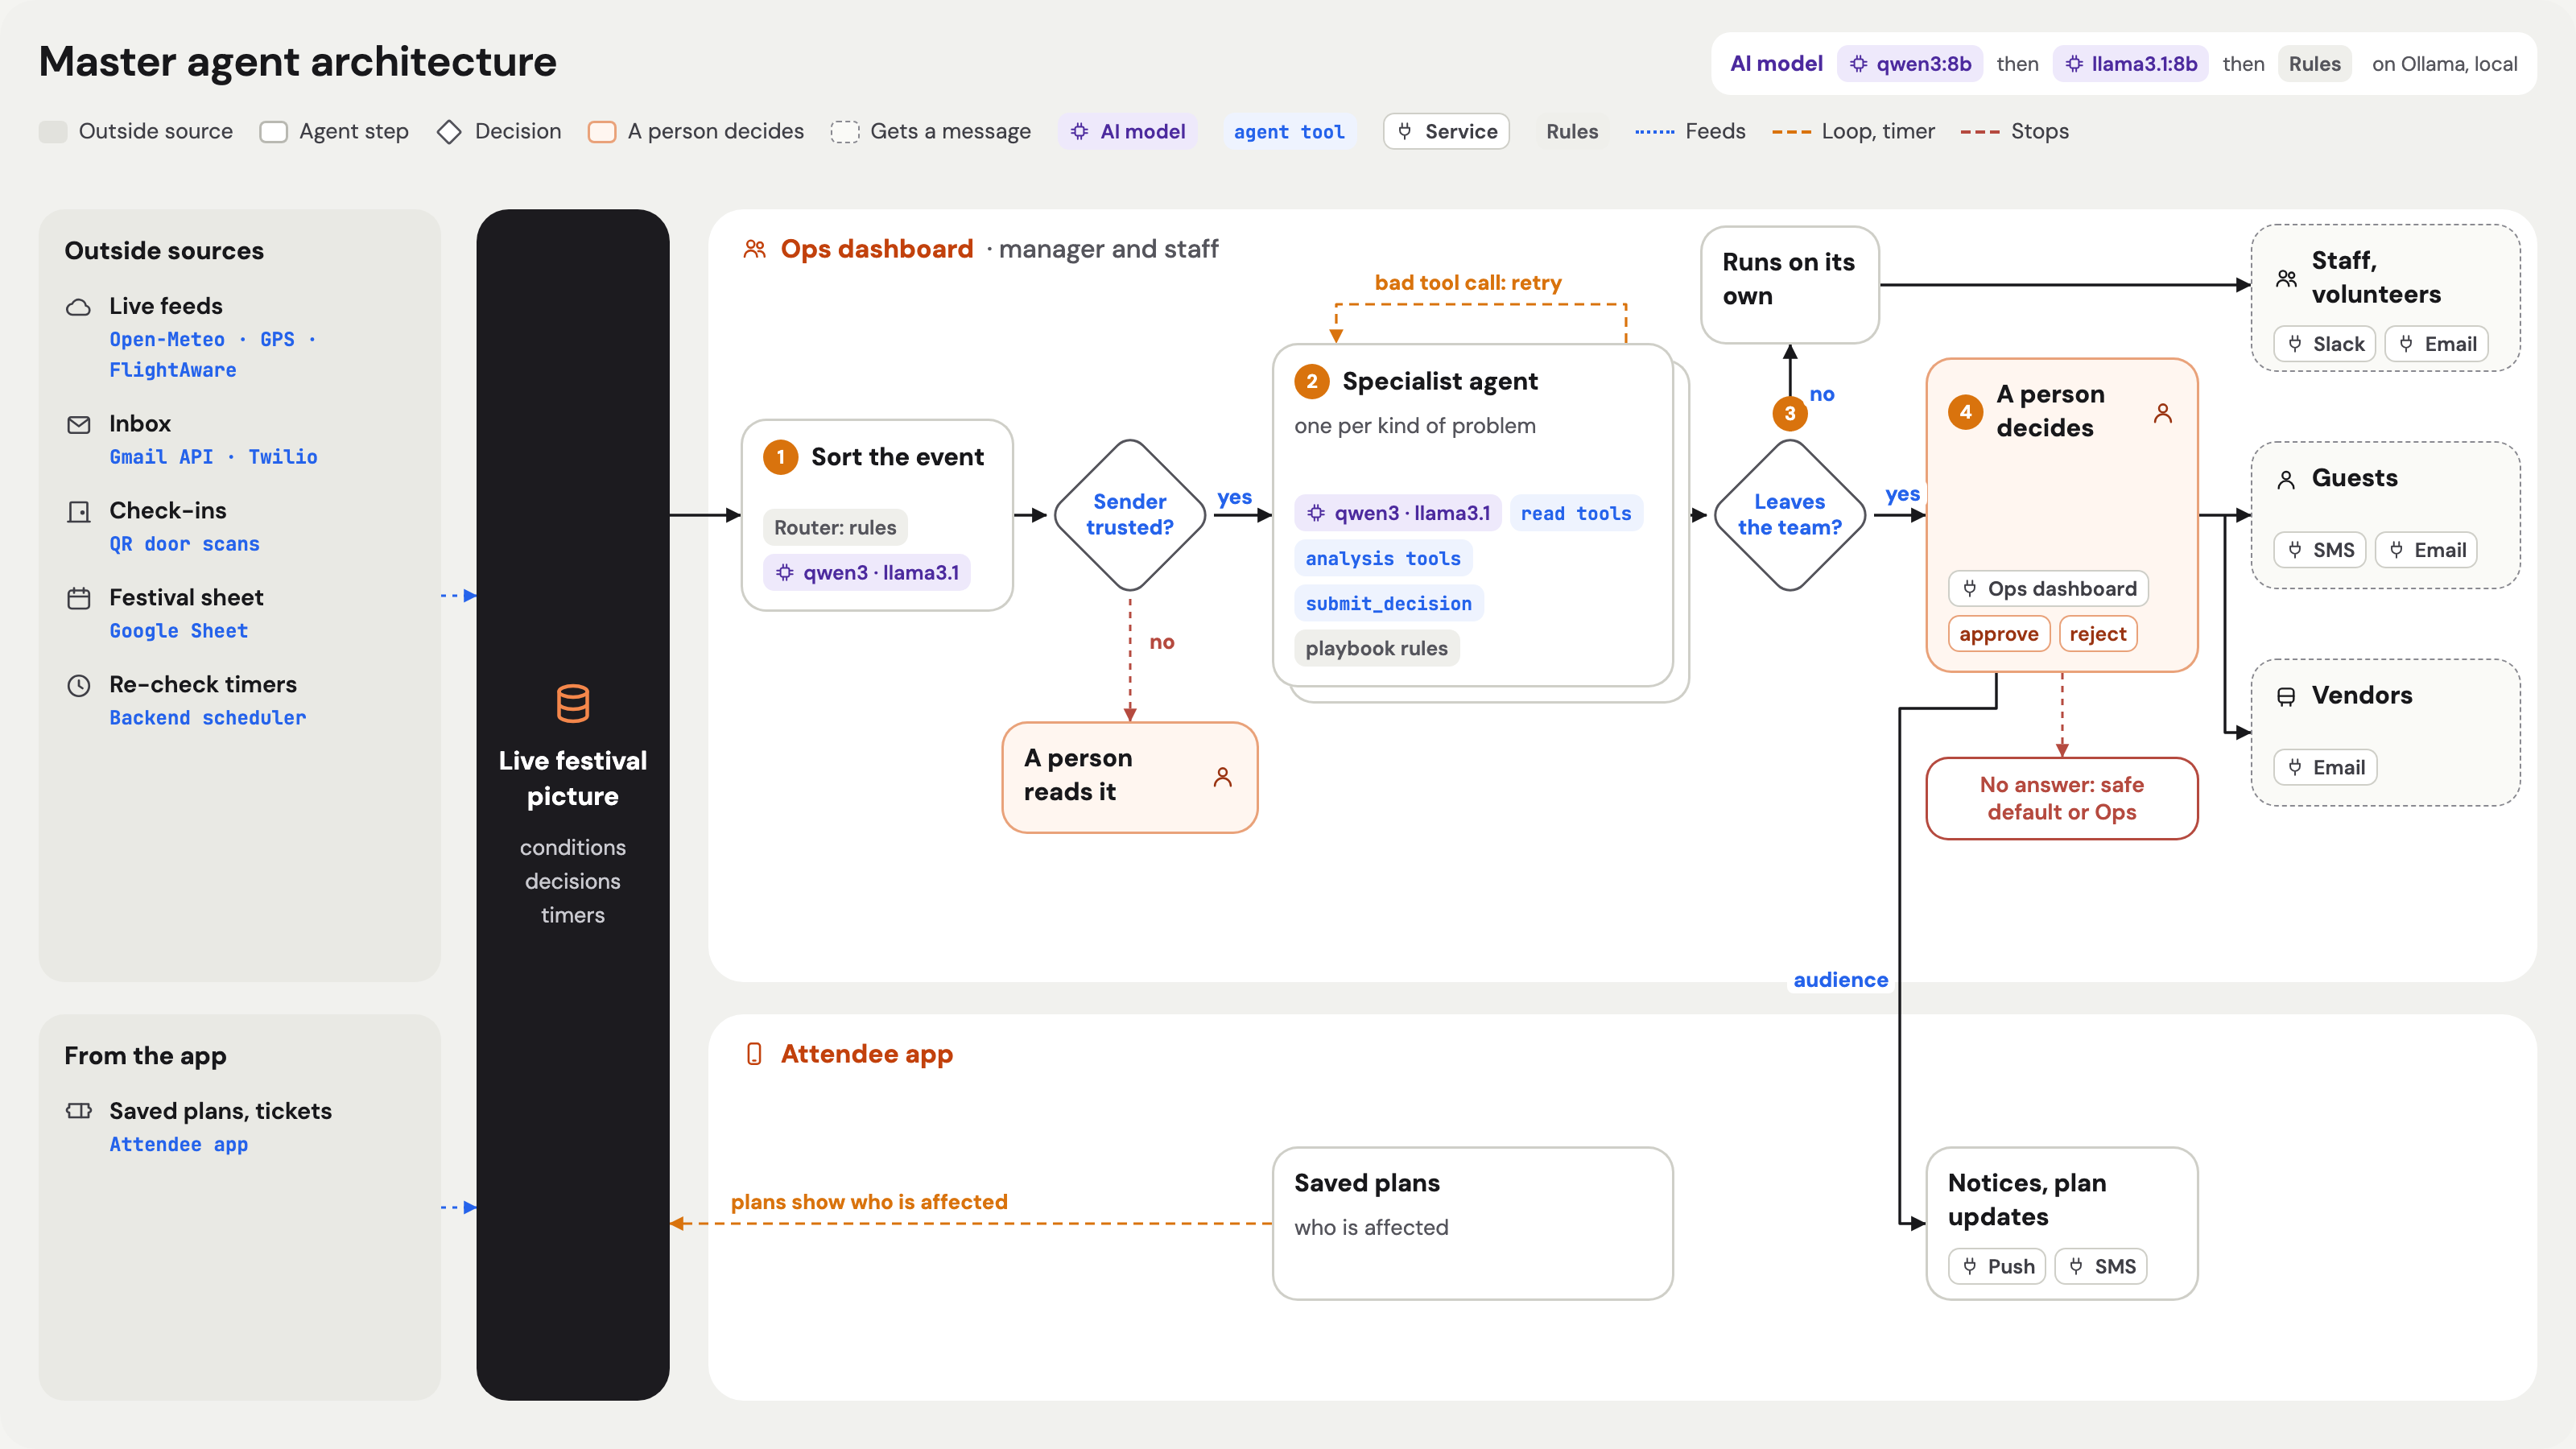 Master agent architecture
AI model qwen3:8b then llama3.1:8b then Rules on Ollama, local
Outside source Agent step Decision A person decides Gets a message AI model agent tool Service Rules Feeds Loop, timer Stops
Outside sources
Live feeds
Open-Meteo · GPS ·
FlightAware
Inbox
Gmail API · Twilio
Check-ins
QR door scans
Festival sheet
Google Sheet
Re-check timers
Backend scheduler
Live festival
picture
conditions
decisions
timers
Ops dashboard · manager and staff
1 Sort the event
Router: rules
qwen3 · llama3.1
Sender
trusted?
yes
no
A person
reads it
bad tool call: retry
2 Specialist agent
one per kind of problem
qwen3 · llama3.1 read tools
analysis tools
submit_decision
playbook rules
Runs on its
own
3 no
Leaves
the team?
yes
4 A person
decides
Ops dashboard
approve reject
No answer: safe
default or Ops
Staff,
volunteers
Slack Email
Guests
SMS Email
Vendors
Email
audience
From the app
Saved plans, tickets
Attendee app
Attendee app
plans show who is affected
Saved plans
who is affected
Notices, plan
updates
Push SMS